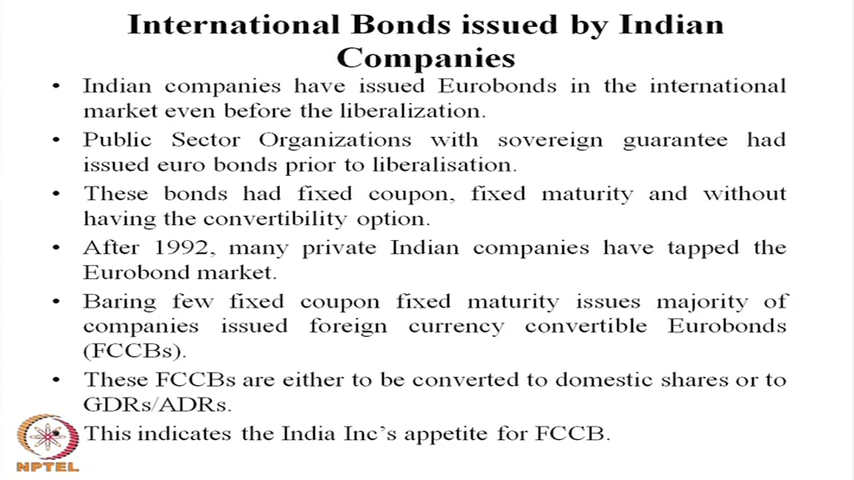 International Bonds issued by Indian
Companies
• Indian companies have issued Eurobonds in the international
market even before the liberalization.
• Public Sector Organizations with sovereign guarantee had
issued euro bonds prior to liberalisation.
• These bonds had fixed coupon, fixed maturity and without
having the convertibility option.
• After 1992, many private Indian companies have tapped the
Eurobond market.
• Baring few fixed coupon fixed maturity issues majority of
companies issued foreign currency convertible Eurobonds
(FCCBs).
• These FCCBs are either to be converted to domestic shares or to
GDRs/ADRs.
This indicates the India Inc's appetite for FCCB.
NPTEL